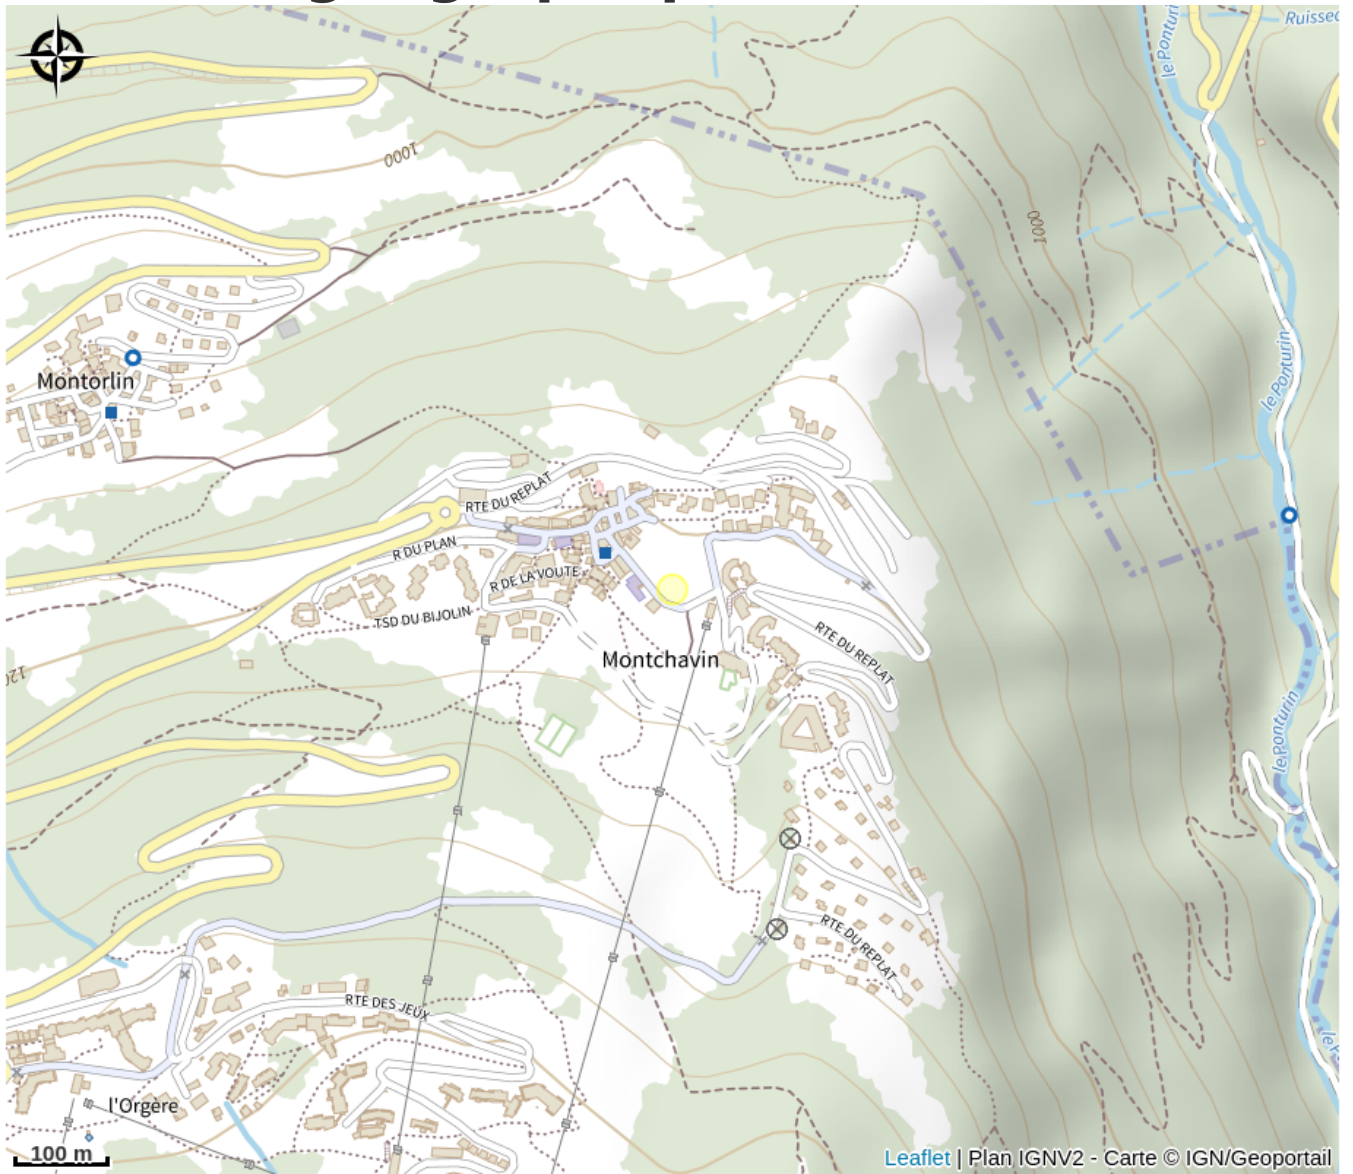 le Ponturin
1000
1000
le Ponturin
Montorlin
RTE DU REPLAT
R DU PLAN
R DE LA VOUTE
TSD DU BIJOLIN
RTE DU REPLAT
Montchavin
le Ponturin
RTE DU REPLAT
RTE DES JEUX
l'Orgère
100 m
Leaflet | Plan IGNV2 - Carte © IGN/Geoportail